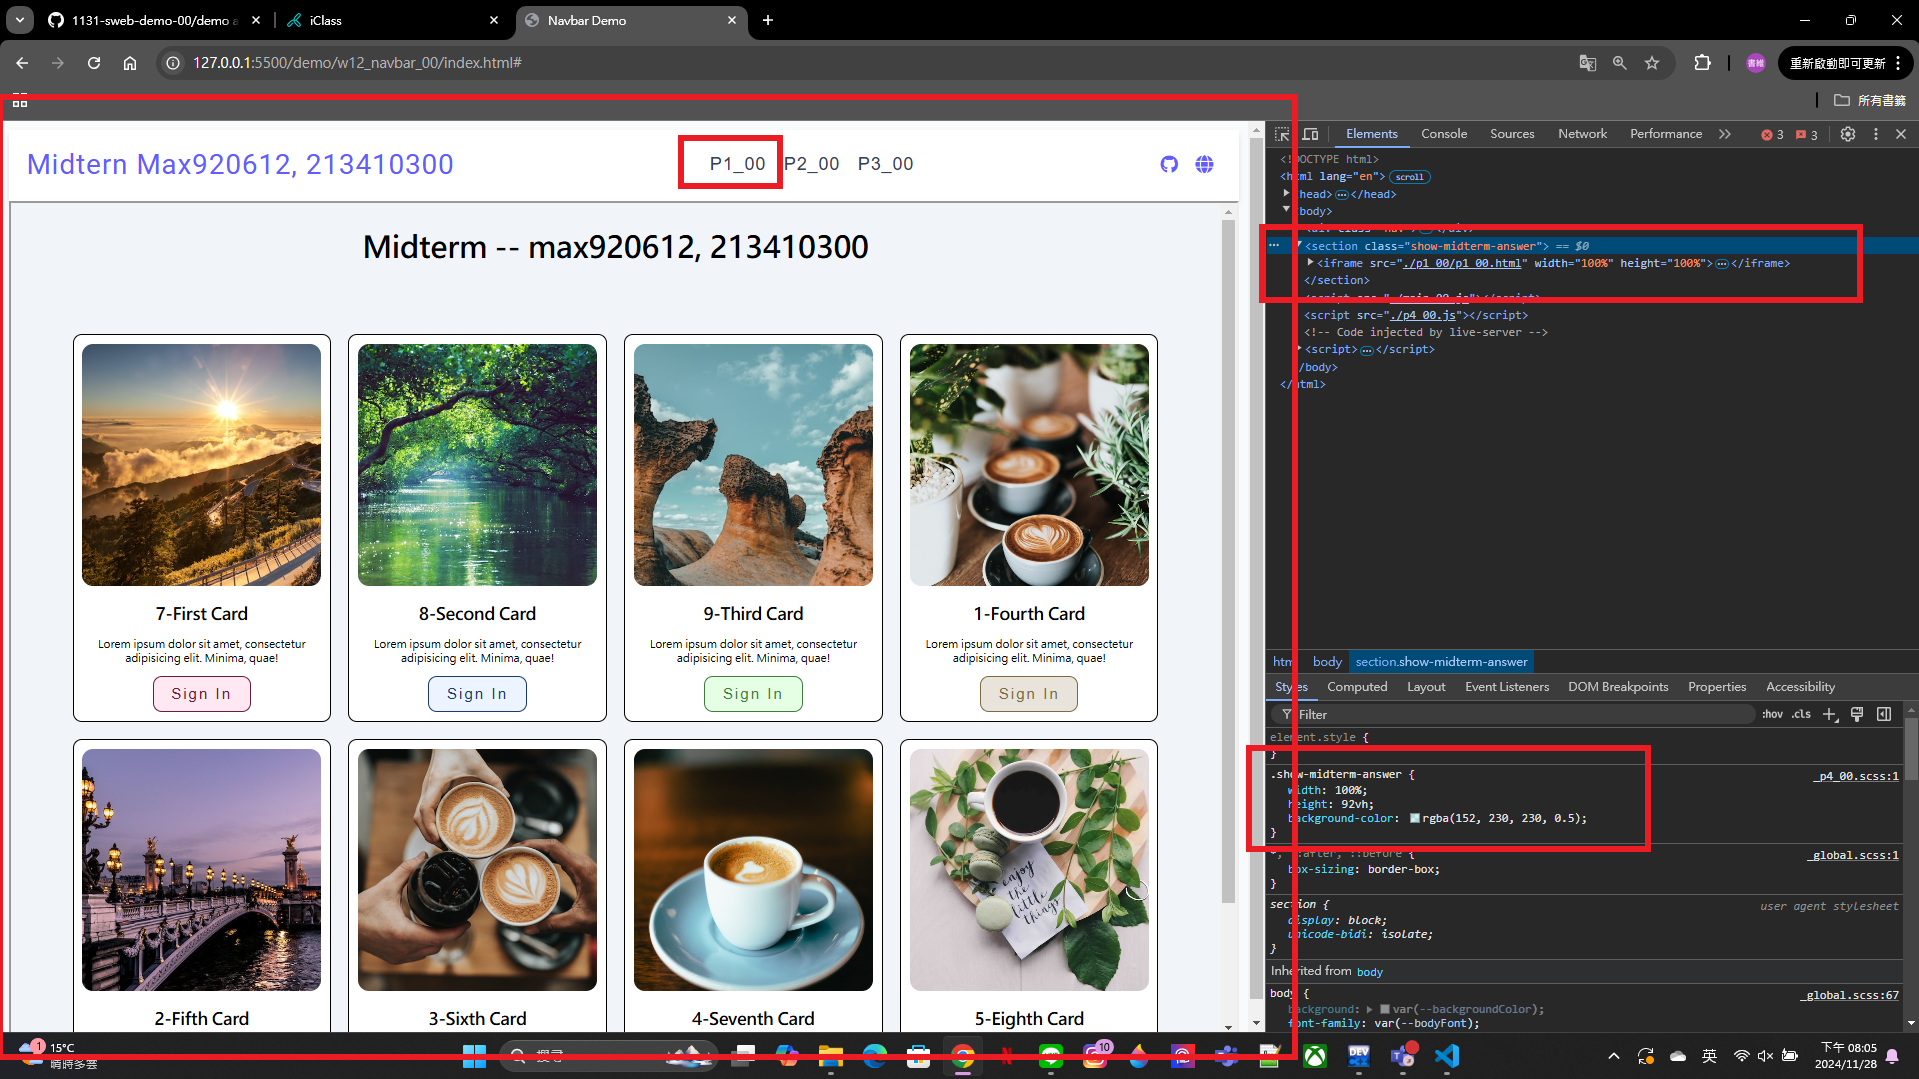 1131-sweb-demo-00/demo a
iClass
Navbar Demo
127.0.0.1:5500/demo/w12_navbar_00/index.html#
書維
重新啟動即可更新
所有書籤
Midtern Max920612, 213410300
P1_00
P2_00
P3_00
Midterm -- max920612, 213410300
7-First Card
Lorem ipsum dolor sit amet, consectetur
adipisicing elit. Minima, quae!
Sign In
8-Second Card
Lorem ipsum dolor sit amet, consectetur
adipisicing elit. Minima, quae!
Sign In
9-Third Card
Lorem ipsum dolor sit amet, consectetur
adipisicing elit. Minima, quae!
Sign In
1-Fourth Card
Lorem ipsum dolor sit amet, consectetur
adipisicing elit. Minima, quae!
Sign In
enjoy
the
little
things
2-Fifth Card
3-Sixth Card
4-Seventh Card
5-Eighth Card
Elements Console Sources Network Performance 3 3
<!DOCTYPE html>
<html lang="en"> scroll
<head> </head>
<body>
<section class="show-midterm-answer"> == $0
<iframe src="./p1_00/p1_00.html" width="100%" height="100%"> </iframe>
</section>
<script src="./p4_00.js"></script>
<!-- Code injected by live-server -->
<script> </script>
</body>
</html>
html body section.show-midterm-answer
Styles Computed Layout Event Listeners DOM Breakpoints Properties Accessibility
Filter :hov .cls
element.style {
}
.show-midterm-answer { _p4_00.scss:1
width: 100%;
height: 92vh;
background-color: rgba(152, 230, 230, 0.5);
}
*, ::after, ::before { _global.scss:1
box-sizing: border-box;
}
section { user agent stylesheet
display: block;
unicode-bidi: isolate;
}
Inherited from body
body { _global.scss:67
background: var(--backgroundColor);
font-family: var(--bodyFont);
1
15°C
晴時多雲
搜尋
10
DEV
英
下午 08:05
2024/11/28